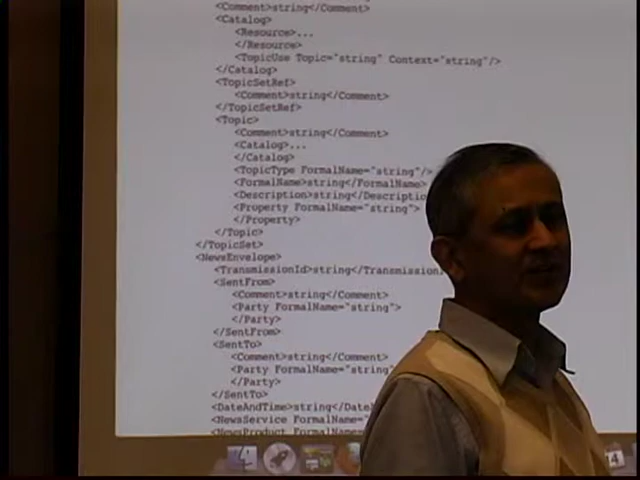 <Comment>string</Comment>
<Catalog>
<Resource>...
</Resource>
<TopicUse Topic="string" Context="string"/>
</Catalog>
<TopicSetRef>
<Comment>string</Comment>
</TopicSetRef>
<Topic>
<Comment>string</Comment>
<Catalog>...
</Catalog>
<TopicType FormalName="string"/>
<FormalName>string</FormalName>
<Description>string</Descriptio
<Property FormalName="string">
</Property>
</Topic>
</TopicSet>
<NewsEnvelope>
<TransmissionId>string</Transmission
<SentFrom>
<Comment>string</Comment>
<Party FormalName="string">
</Party>
</SentFrom>
<SentTo>
<Comment>string</Comment>
<Party FormalName="string"
</Party>
</SentTo>
<DateAndTime>string</Date
<NewsService FormalName=
<NewsProduct FormalName=